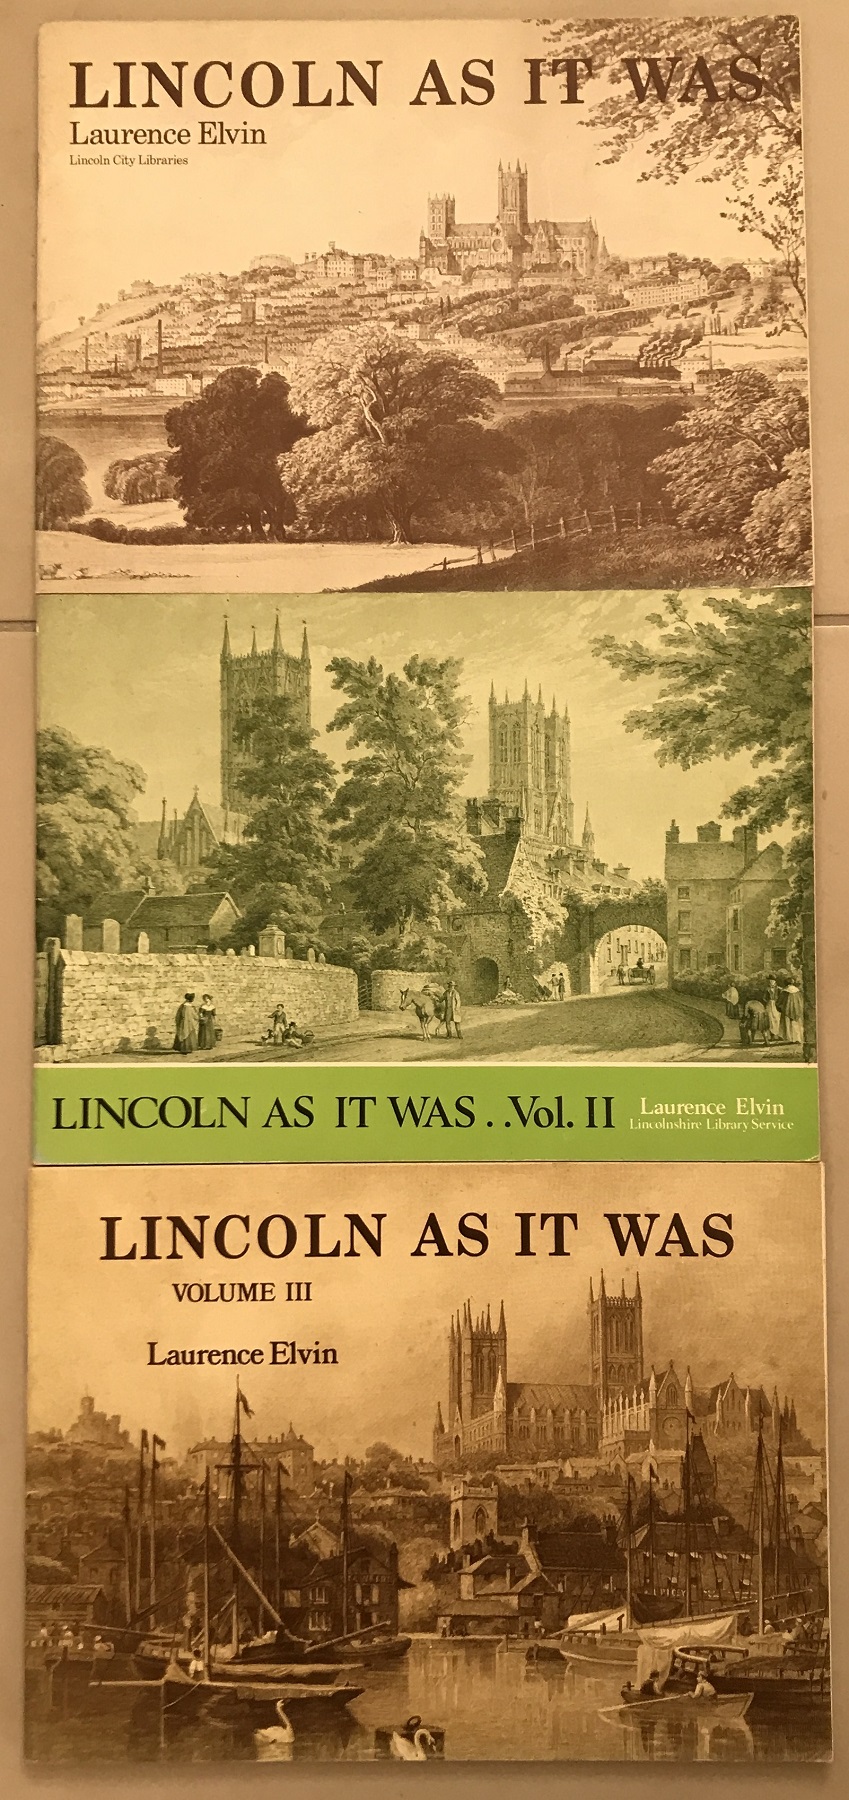 LINCOLN AS IT WAS
Laurence Elvin
Lincoln City Libraries
LINCOLN AS IT WAS . . Vol. II
Laurence Elvin
Lincolnshire Library Service
LINCOLN AS IT WAS
VOLUME III
Laurence Elvin